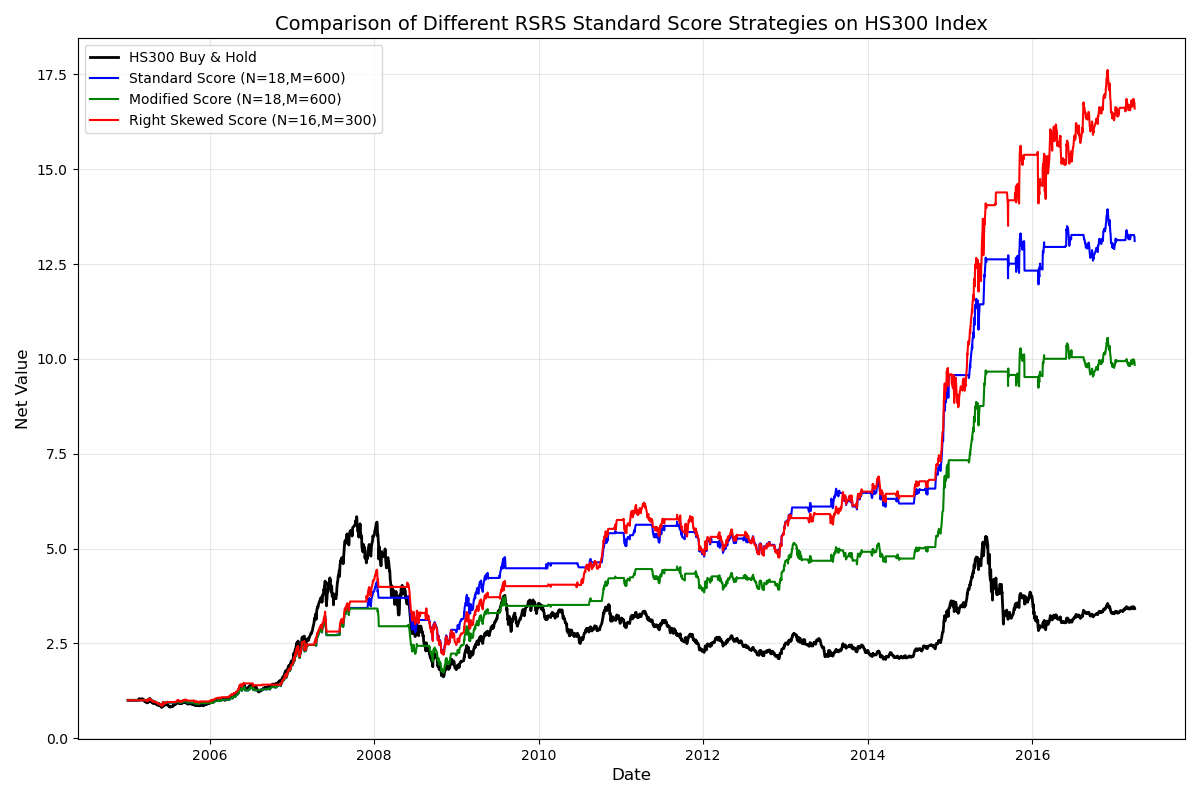 Comparison of Different RSRS Standard Score Strategies on HS300 Index
HS300 Buy & Hold
Standard Score (N=18,M=600)
Modified Score (N=18,M=600)
Right Skewed Score (N=16,M=300)
Net Value
17.5
15.0
12.5
10.0
7.5
5.0
2.5
0.0
2006 2008 2010 2012 2014 2016
Date